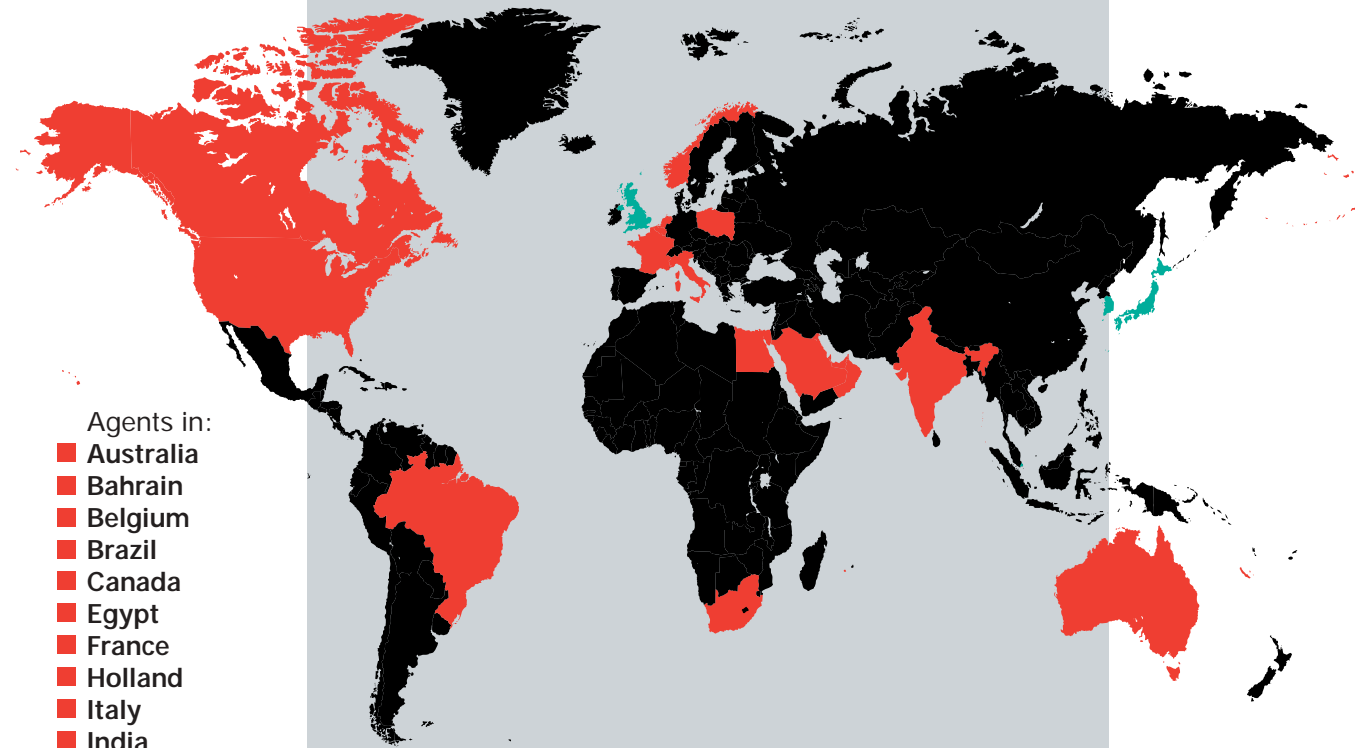 Agents in:
Australia
Bahrain
Belgium
Brazil
Canada
Egypt
France
Holland
Italy
India